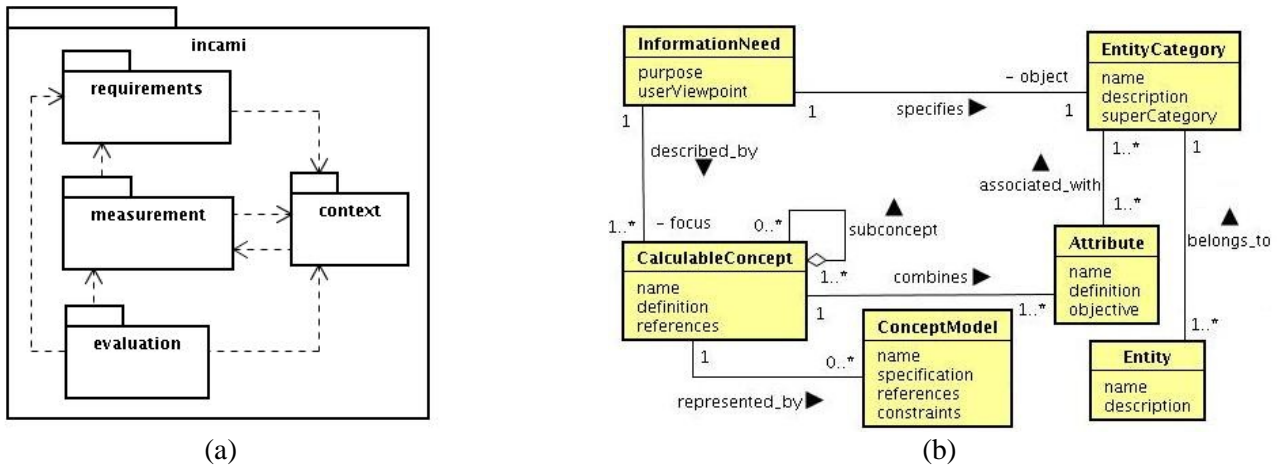 incami
requirements
measurement
context
evaluation
(a)
InformationNeed
purpose
userViewpoint
EntityCategory
name
description
superCategory
– object
1
specifies
1
1
described_by
1..*
– focus
0..*
subconcept
1..*
1..*
associated_with
1..*
1
belongs_to
1..*
CalculableConcept
name
definition
references
combines
1
1..*
Attribute
name
definition
objective
ConceptModel
name
specification
references
constraints
1
0..*
represented_by
Entity
name
description
(b)